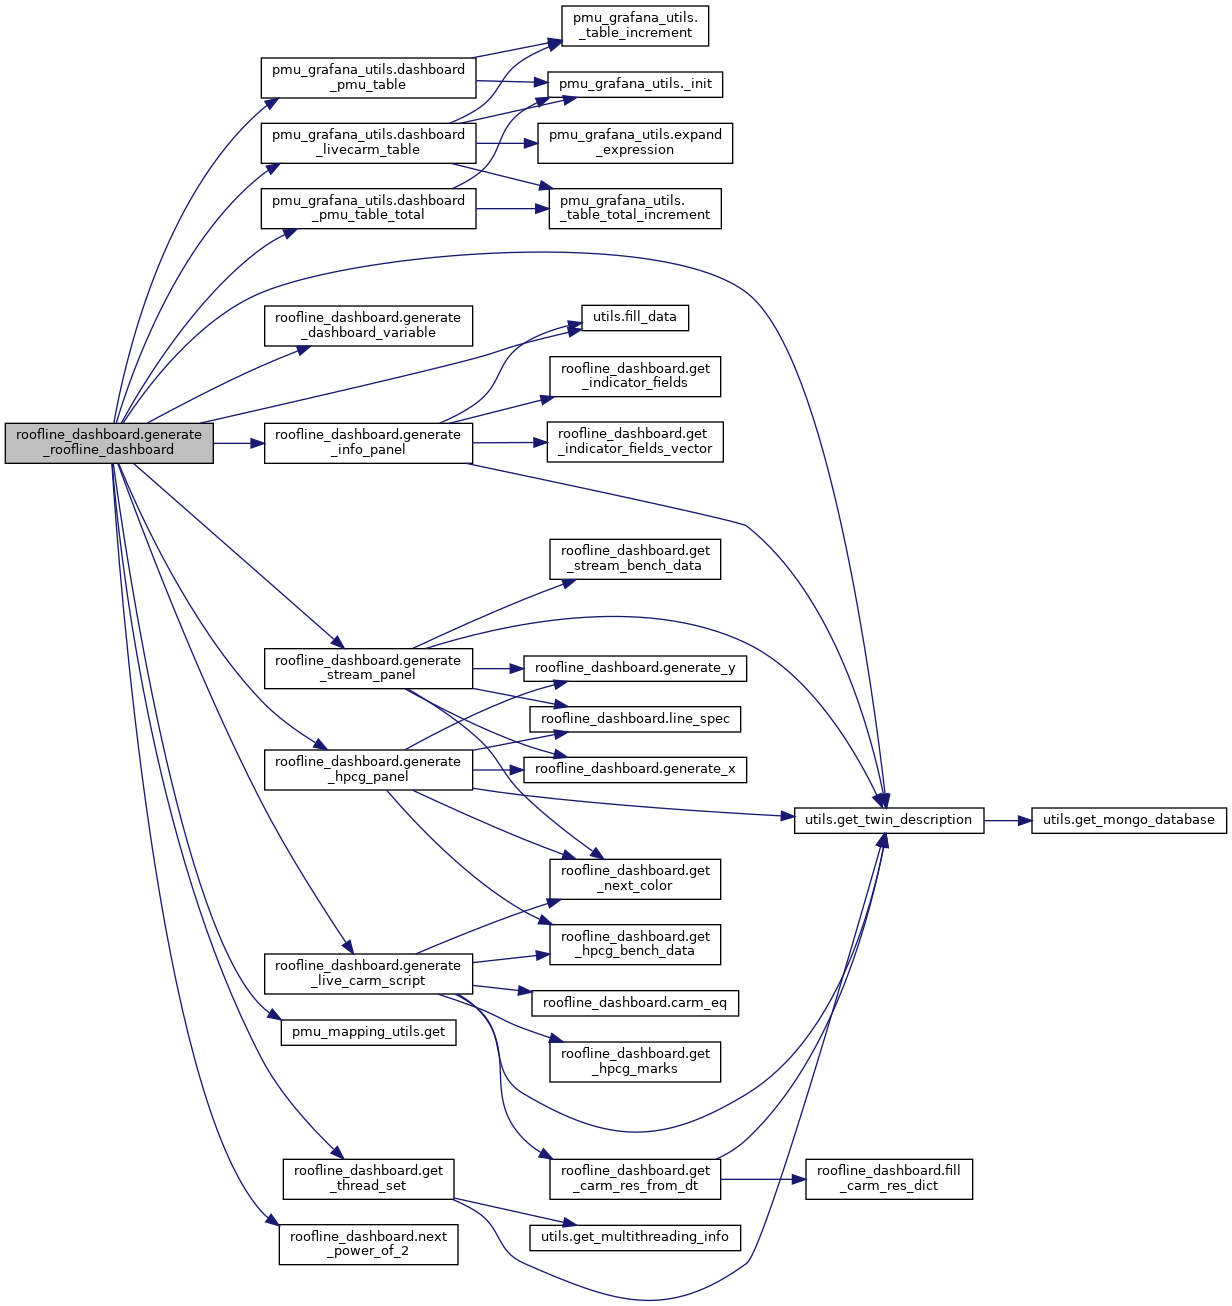 pmu_grafana_utils.
_table_increment
pmu_grafana_utils.dashboard
_pmu_table
pmu_grafana_utils._init
pmu_grafana_utils.dashboard
_livecarm_table
pmu_grafana_utils.expand
_expression
pmu_grafana_utils.dashboard
_pmu_table_total
pmu_grafana_utils.
_table_total_increment
roofline_dashboard.generate
_dashboard_variable
utils.fill_data
roofline_dashboard.get
_indicator_fields
roofline_dashboard.generate
_roofline_dashboard
roofline_dashboard.generate
_info_panel
roofline_dashboard.get
_indicator_fields_vector
roofline_dashboard.get
_stream_bench_data
roofline_dashboard.generate
_stream_panel
roofline_dashboard.generate_y
roofline_dashboard.line_spec
roofline_dashboard.generate
_hpcg_panel
roofline_dashboard.generate_x
utils.get_twin_description
utils.get_mongo_database
roofline_dashboard.get
_next_color
roofline_dashboard.get
_hpcg_bench_data
roofline_dashboard.generate
_live_carm_script
roofline_dashboard.carm_eq
pmu_mapping_utils.get
roofline_dashboard.get
_hpcg_marks
roofline_dashboard.get
_thread_set
roofline_dashboard.get
_carm_res_from_dt
roofline_dashboard.fill
_carm_res_dict
utils.get_multithreading_info
roofline_dashboard.next
_power_of_2